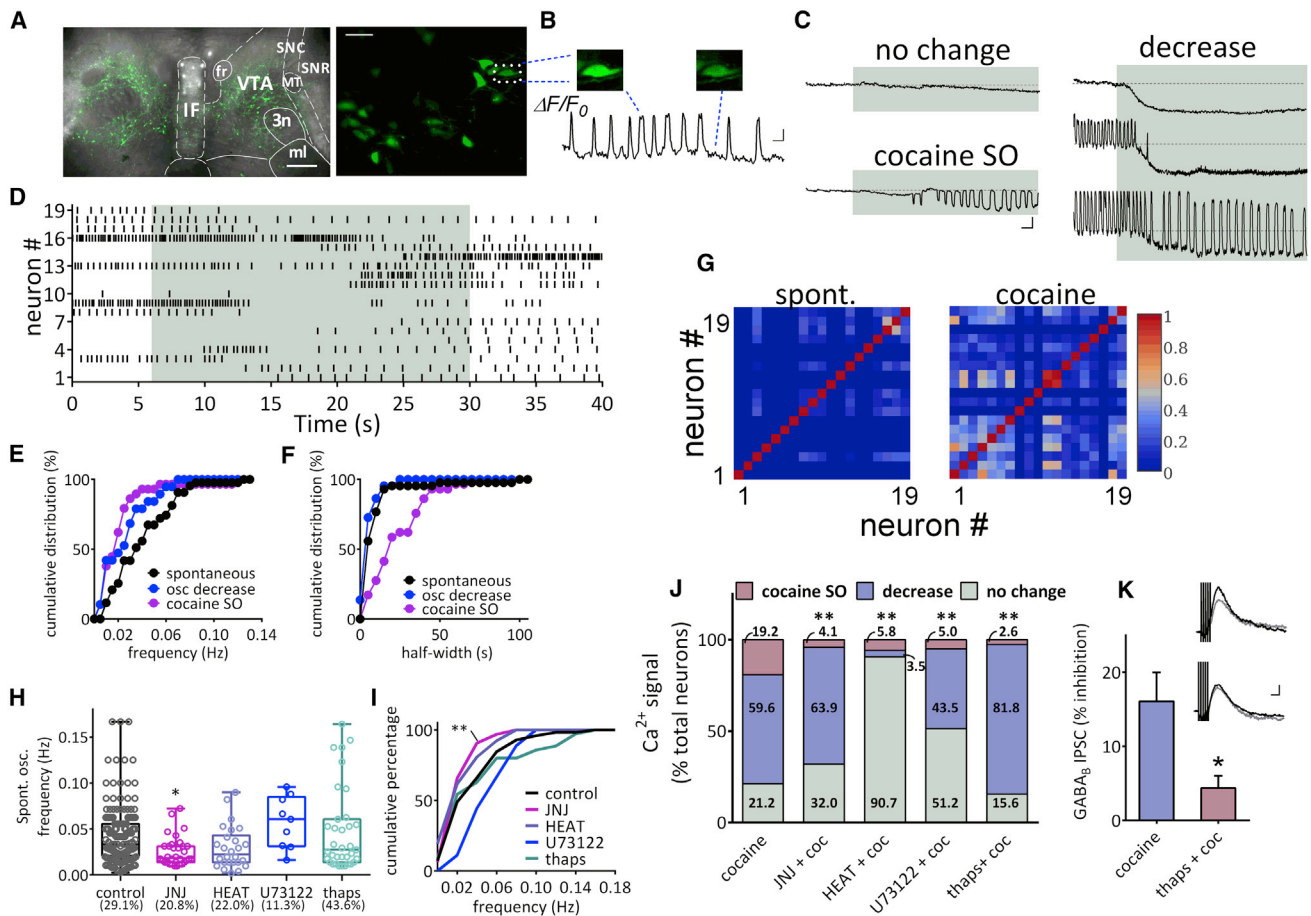 A
SNC
SNR
fr
VTA
MT
IF
3n
ml
B
ΔF/F0
C
no change
decrease
cocaine SO
D
neuron #
19
16
13
10
7
4
1
0 5 10 15 20 25 30 35 40
Time (s)
G
spont.
cocaine
neuron #
19
1
1 19
1 19
neuron #
1
0.8
0.6
0.4
0.2
0
E
cumulative distribution (%)
100
50
0
0.02 0.06 0.10 0.14
frequency (Hz)
spontaneous
osc decrease
cocaine SO
F
cumulative distribution (%)
100
50
0
0 50 100
half-width (s)
spontaneous
osc decrease
cocaine SO
H
Spont. osc.
frequency (Hz)
0.15
0.10
0.05
0.00
*
control JNJ HEAT U73122 thaps
(29.1%) (20.8%) (22.0%) (11.3%) (43.6%)
I
cumulative percentage
100
50
0
**
control
JNJ
HEAT
U73122
thaps
0.00 0.06 0.12 0.18
frequency (Hz)
J
cocaine SO decrease no change
Ca2+ signal
(% total neurons)
100
50
0
** ** ** **
19.2 4.1 5.8 5.0 2.6
3.5
59.6 63.9 43.5 81.8
21.2 32.0 90.7 51.2 15.6
cocaine
JNJ + coc
HEAT + coc
U73122 + coc
thaps+ coc
K
GABAB IPSC (% inhibition)
25
20
15
10
5
0
*
cocaine
thaps + coc